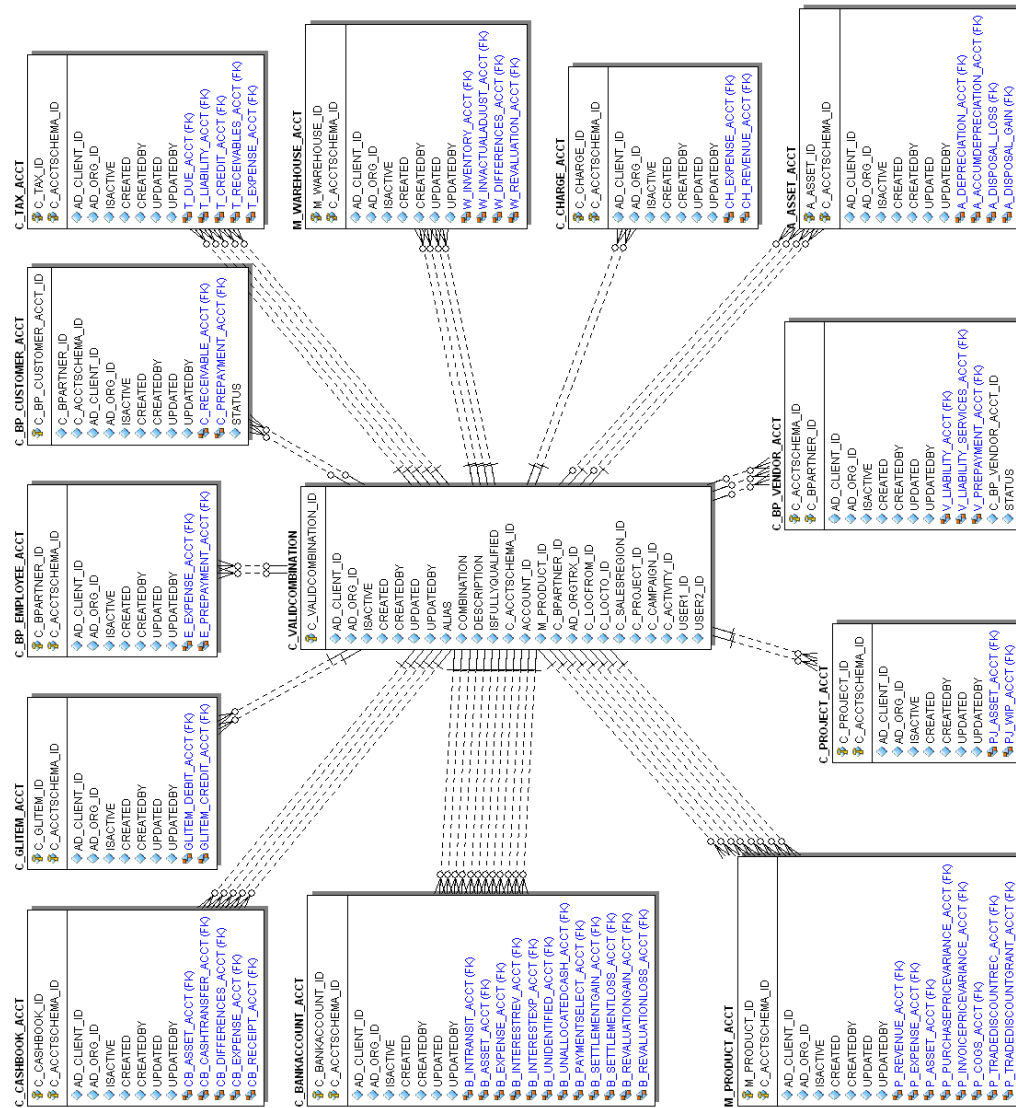 C_CASHBOOK_ACCT
C_CASHBOOK_ID
C_ACCTSCHEMA_ID
AD_CLIENT_ID
AD_ORG_ID
ISACTIVE
CREATED
CREATEDBY
UPDATED
UPDATEDBY
CB_ASSET_ACCT (FK)
CB_CASHTRANSFER_ACCT (FK)
CB_DIFFERENCES_ACCT (FK)
CB_EXPENSE_ACCT (FK)
CB_RECEIPT_ACCT (FK)
C_GLITEM_ACCT
C_GLITEM_ID
C_ACCTSCHEMA_ID
AD_CLIENT_ID
AD_ORG_ID
ISACTIVE
CREATED
CREATEDBY
UPDATED
UPDATEDBY
GLITEM_DEBIT_ACCT (FK)
GLITEM_CREDIT_ACCT (FK)
C_BP_EMPLOYEE_ACCT
C_BPARTNER_ID
C_ACCTSCHEMA_ID
AD_CLIENT_ID
AD_ORG_ID
ISACTIVE
CREATED
CREATEDBY
UPDATED
UPDATEDBY
E_EXPENSE_ACCT (FK)
E_PREPAYMENT_ACCT (FK)
C_BP_CUSTOMER_ACCT
C_BP_CUSTOMER_ACCT_ID
C_BPARTNER_ID
C_ACCTSCHEMA_ID
AD_CLIENT_ID
AD_ORG_ID
ISACTIVE
CREATED
CREATEDBY
UPDATED
UPDATEDBY
C_RECEIVABLE_ACCT (FK)
C_PREPAYMENT_ACCT (FK)
STATUS
C_TAX_ACCT
C_TAX_ID
C_ACCTSCHEMA_ID
AD_CLIENT_ID
AD_ORG_ID
ISACTIVE
CREATED
CREATEDBY
UPDATED
UPDATEDBY
T_DUE_ACCT (FK)
T_LIABILITY_ACCT (FK)
T_CREDIT_ACCT (FK)
T_RECEIVABLES_ACCT (FK)
T_EXPENSE_ACCT (FK)
C_BANKACCOUNT_ACCT
C_BANKACCOUNT_ID
C_ACCTSCHEMA_ID
AD_CLIENT_ID
AD_ORG_ID
ISACTIVE
CREATED
CREATEDBY
UPDATED
UPDATEDBY
B_INTRANSIT_ACCT (FK)
B_ASSET_ACCT (FK)
B_EXPENSE_ACCT (FK)
B_INTERESTREV_ACCT (FK)
B_INTERESTEXP_ACCT (FK)
B_UNIDENTIFIED_ACCT (FK)
B_UNALLOCATEDCASH_ACCT (FK)
B_PAYMENTSELECT_ACCT (FK)
B_SETTLEMENTGAIN_ACCT (FK)
B_SETTLEMENTLOSS_ACCT (FK)
B_REVALUATIONGAIN_ACCT (FK)
B_REVALUATIONLOSS_ACCT (FK)
C_VALIDCOMBINATION
C_VALIDCOMBINATION_ID
AD_CLIENT_ID
AD_ORG_ID
ISACTIVE
CREATED
CREATEDBY
UPDATED
UPDATEDBY
ALIAS
COMBINATION
DESCRIPTION
ISFULLYQUALIFIED
C_ACCTSCHEMA_ID
ACCOUNT_ID
M_PRODUCT_ID
C_BPARTNER_ID
AD_ORGTRX_ID
C_LOCFROM_ID
C_LOCTO_ID
C_SALESREGION_ID
C_PROJECT_ID
C_CAMPAIGN_ID
C_ACTIVITY_ID
USER1_ID
USER2_ID
M_WAREHOUSE_ACCT
M_WAREHOUSE_ID
C_ACCTSCHEMA_ID
AD_CLIENT_ID
AD_ORG_ID
ISACTIVE
CREATED
CREATEDBY
UPDATED
UPDATEDBY
W_INVENTORY_ACCT (FK)
W_INVACTUALADJUST_ACCT (FK)
W_DIFFERENCES_ACCT (FK)
W_REVALUATION_ACCT (FK)
C_CHARGE_ACCT
C_CHARGE_ID
C_ACCTSCHEMA_ID
AD_CLIENT_ID
AD_ORG_ID
ISACTIVE
CREATED
CREATEDBY
UPDATED
UPDATEDBY
CH_EXPENSE_ACCT (FK)
CH_REVENUE_ACCT (FK)
M_PRODUCT_ACCT
M_PRODUCT_ID
C_ACCTSCHEMA_ID
AD_CLIENT_ID
AD_ORG_ID
ISACTIVE
CREATED
CREATEDBY
UPDATED
UPDATEDBY
P_REVENUE_ACCT (FK)
P_EXPENSE_ACCT (FK)
P_ASSET_ACCT (FK)
P_PURCHASEPRICEVARIANCE_ACCT (FK)
P_INVOICEPRICEVARIANCE_ACCT (FK)
P_COGS_ACCT (FK)
P_TRADEDISCOUNTREC_ACCT (FK)
P_TRADEDISCOUNTGRANT_ACCT (FK)
C_PROJECT_ACCT
C_PROJECT_ID
C_ACCTSCHEMA_ID
AD_CLIENT_ID
AD_ORG_ID
ISACTIVE
CREATED
CREATEDBY
UPDATED
UPDATEDBY
PJ_ASSET_ACCT (FK)
PJ_WIP_ACCT (FK)
C_BP_VENDOR_ACCT
C_ACCTSCHEMA_ID
C_BPARTNER_ID
AD_CLIENT_ID
AD_ORG_ID
ISACTIVE
CREATED
CREATEDBY
UPDATED
UPDATEDBY
V_LIABILITY_ACCT (FK)
V_LIABILITY_SERVICES_ACCT (FK)
V_PREPAYMENT_ACCT (FK)
C_BP_VENDOR_ACCT_ID
STATUS
A_ASSET_ACCT
A_ASSET_ID
C_ACCTSCHEMA_ID
AD_CLIENT_ID
AD_ORG_ID
ISACTIVE
CREATED
CREATEDBY
UPDATED
UPDATEDBY
A_DEPRECIATION_ACCT (FK)
A_ACCUMDEPRECIATION_ACCT (FK)
A_DISPOSAL_LOSS (FK)
A_DISPOSAL_GAIN (FK)